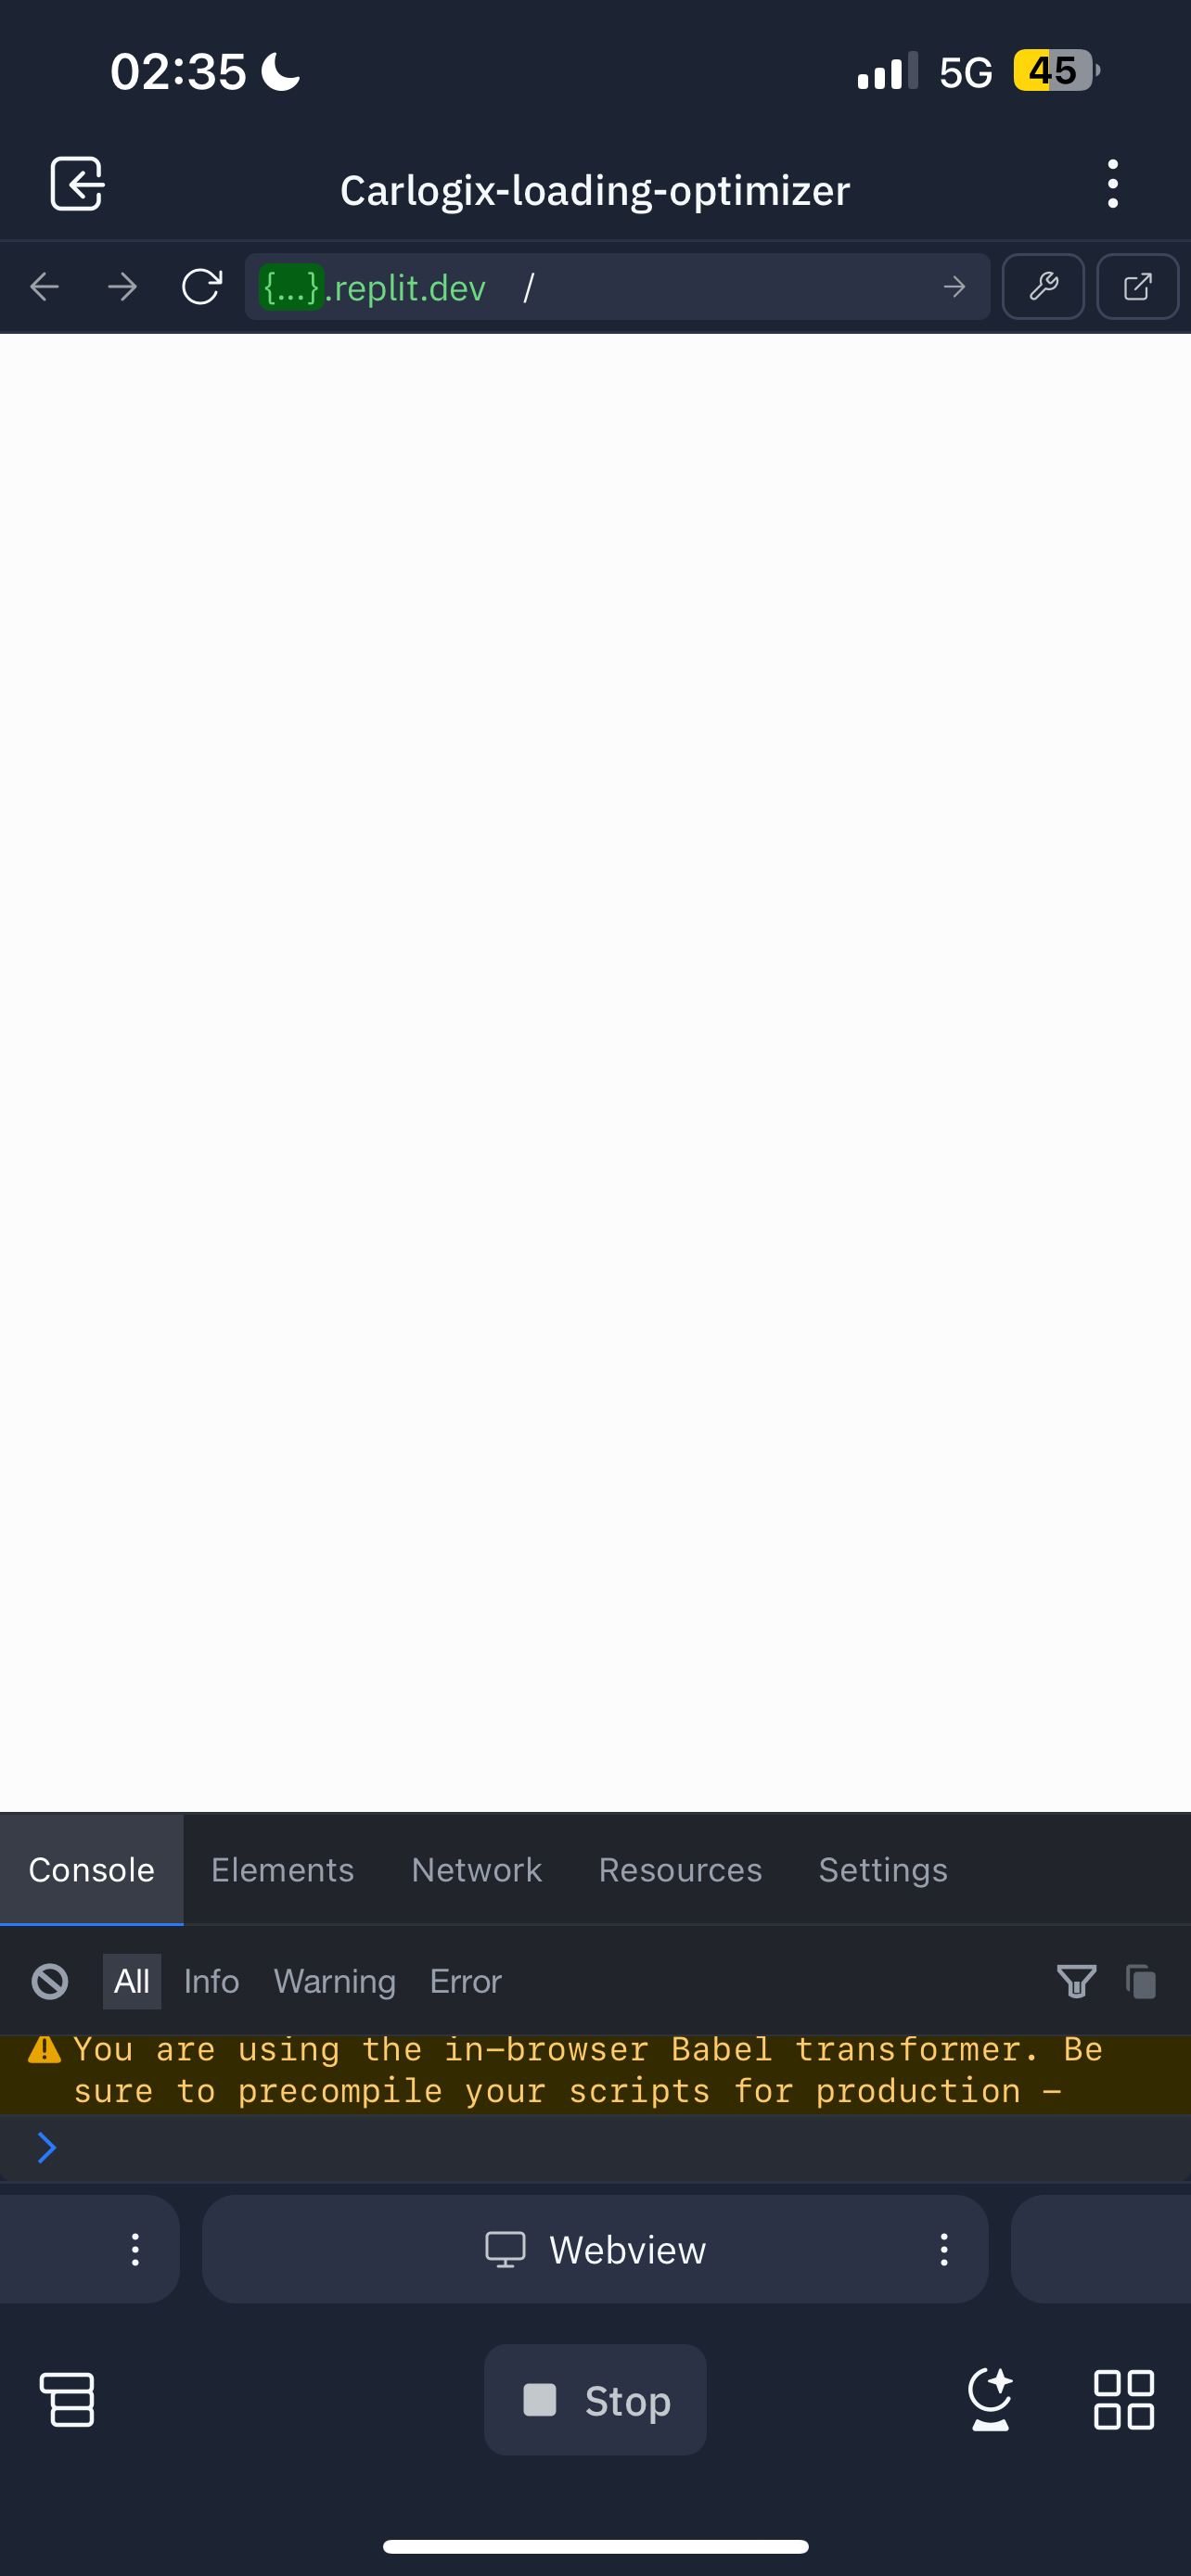 02:35
5G 45
Carlogix-loading-optimizer
{...}.replit.dev /
Console Elements Network Resources Settings
All Info Warning Error
You are using the in-browser Babel transformer. Be
sure to precompile your scripts for production -
Webview
Stop